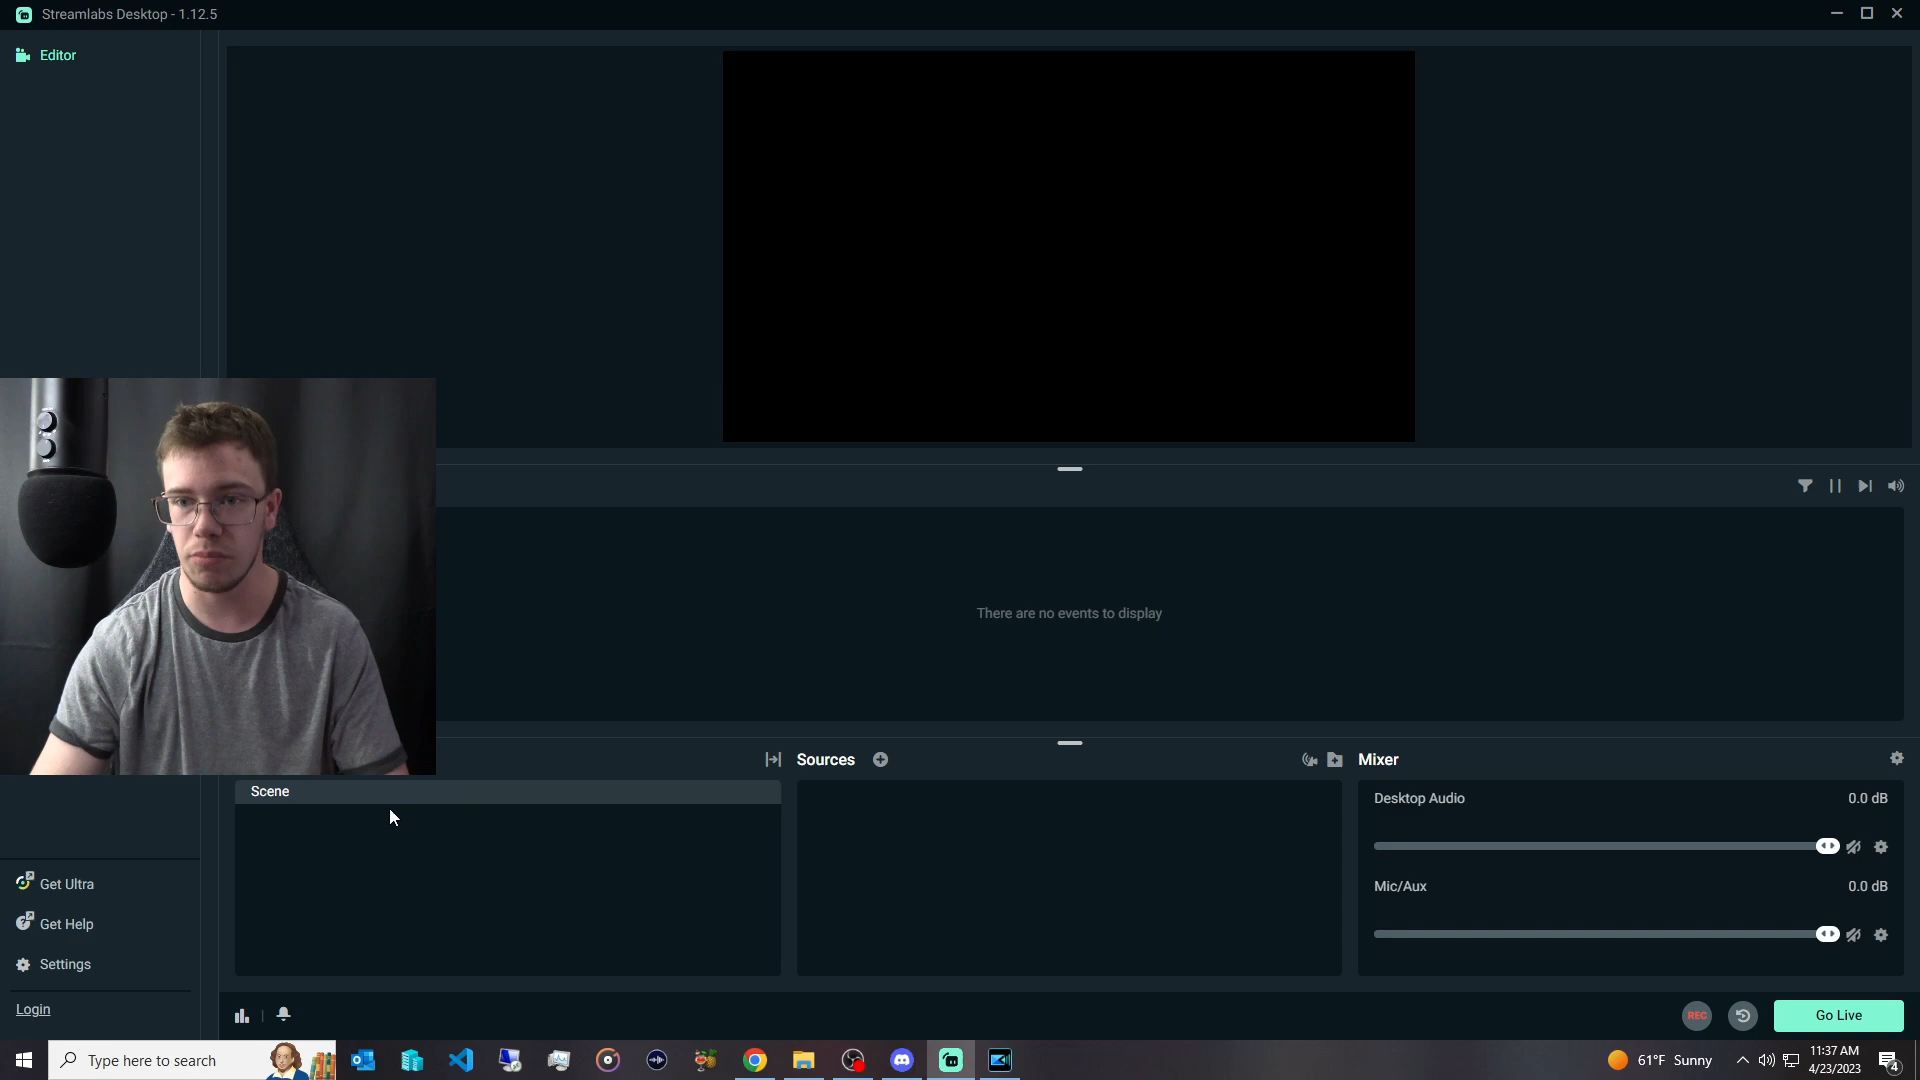 Streamlabs Desktop - 1.12.5
Editor
There are no events to display
Sources
Mixer
Scene
Desktop Audio
0.0 dB
Mic/Aux
0.0 dB
Get Ultra
Get Help
Settings
Login
REC
Go Live
Type here to search
61°F Sunny
11:37 AM
4/23/2023
4